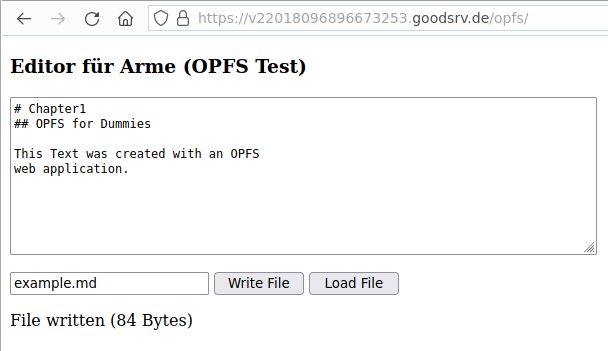 https://v22018096896673253.goodsrv.de/opfs/
Editor für Arme (OPFS Test)
# Chapter1
## OPFS for Dummies
This Text was created with an OPFS
web application.
example.md Write File Load File
File written (84 Bytes)